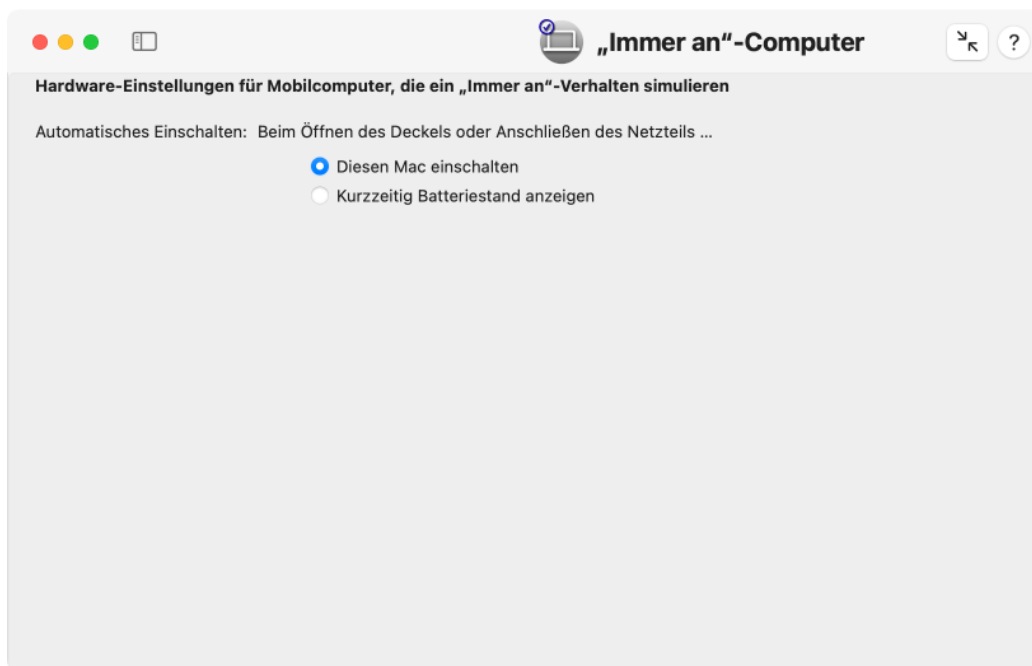 „Immer an“-Computer
?
Hardware-Einstellungen für Mobilcomputer, die ein „Immer an“-Verhalten simulieren
Automatisches Einschalten: Beim Öffnen des Deckels oder Anschließen des Netzteils ...
Diesen Mac einschalten
Kurzzeitig Batteriestand anzeigen